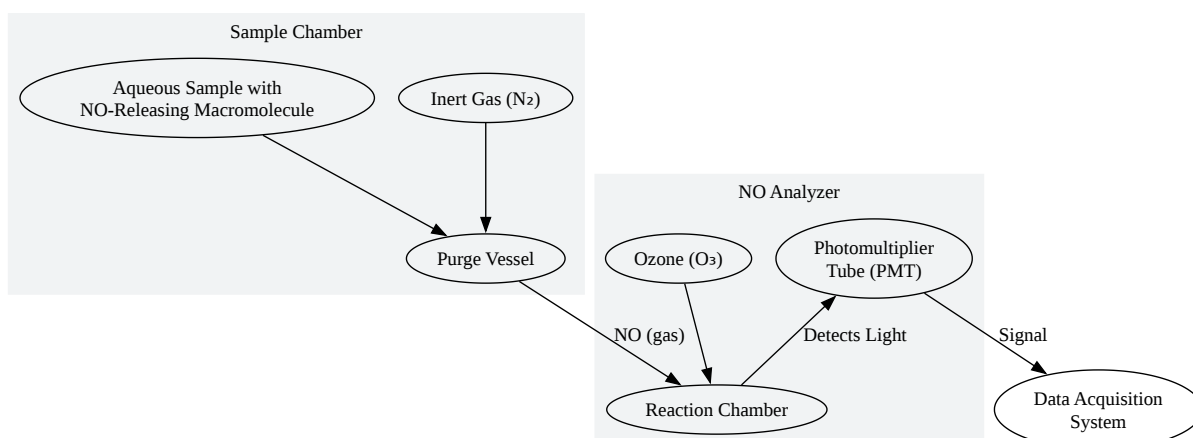 Sample Chamber
Aqueous Sample with
NO-Releasing Macromolecule
Inert Gas (N₂)
Purge Vessel
NO Analyzer
Ozone (O₃)
Photomultiplier
Tube (PMT)
NO (gas)
Detects Light
Signal
Reaction Chamber
Data Acquisition
System